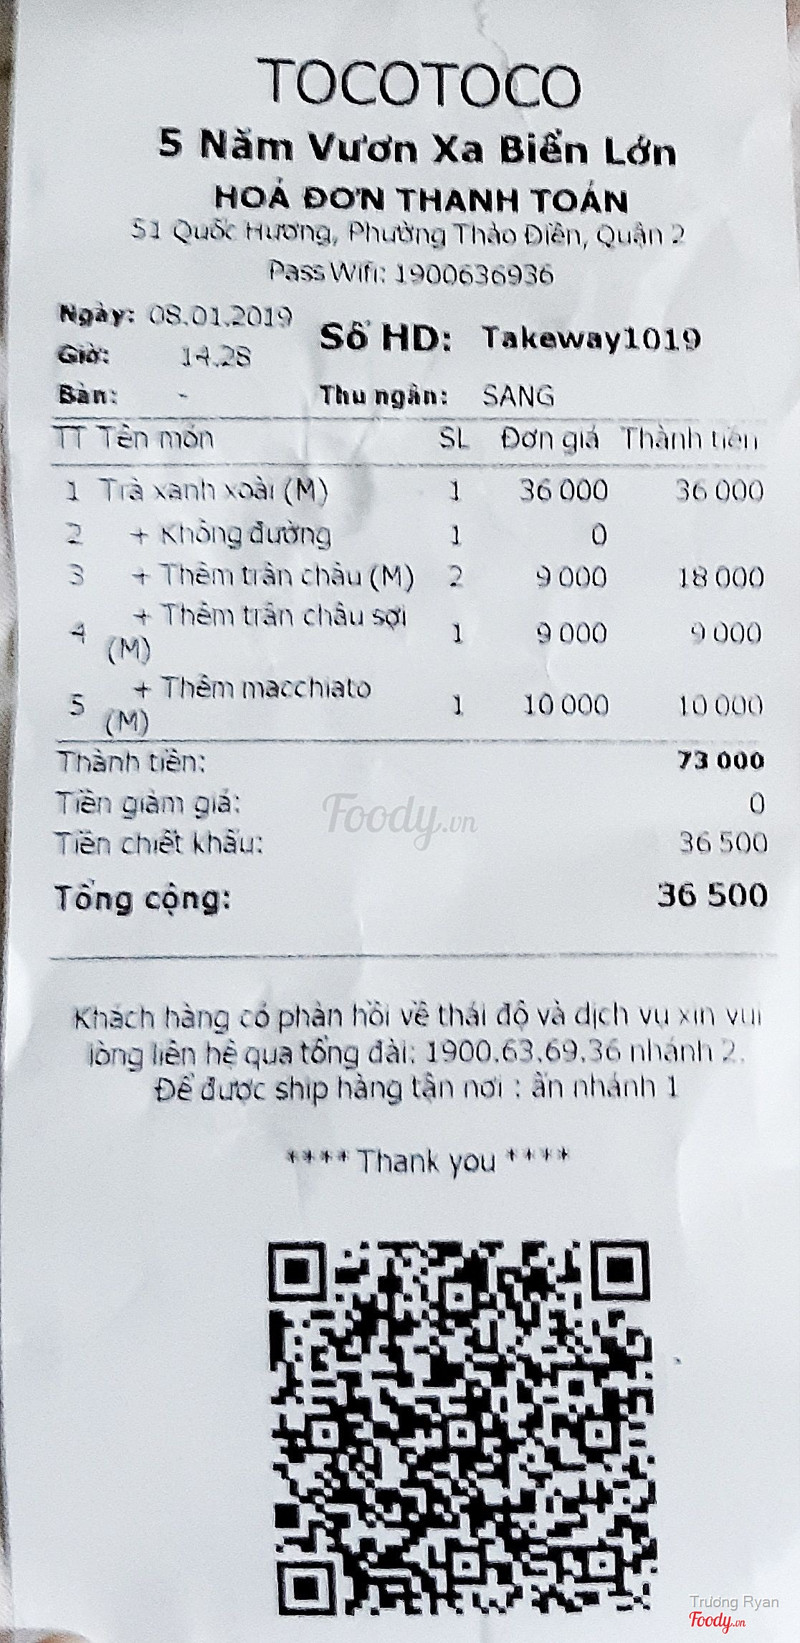 TOCOTOCO
5 Năm Vươn Xa Biển Lớn
HOÁ ĐƠN THANH TOÁN
51 Quốc Hương, Phường Thảo Điền, Quận 2
Pass Wifi: 1900636936
Ngày: 08.01.2019
Số HD: Takeway1019
Giờ: 14.28
Bàn: -
Thu ngân: SANG
TT Tên món SL Đơn giá Thành tiền
1 Trà xanh xoài (M) 1 36 000 36 000
2 + Không đường 1 0
3 + Thêm trân châu (M) 2 9 000 18 000
4 + Thêm trân châu sợi
(M) 1 9 000 9 000
5 + Thêm macchiato
(M) 1 10 000 10 000
Thành tiền: 73 000
Tiền giảm giá: 0
Tiền chiết khấu: 36 500
Tổng cộng: 36 500
Khách hàng có phản hồi về thái độ và dịch vụ xin vui
lòng liên hệ qua tổng đài: 1900.63.69.36 nhánh 2.
Để được ship hàng tận nơi : ấn nhánh 1
**** Thank you ****
Foody.vn
Trương Ryan
Foody.vn